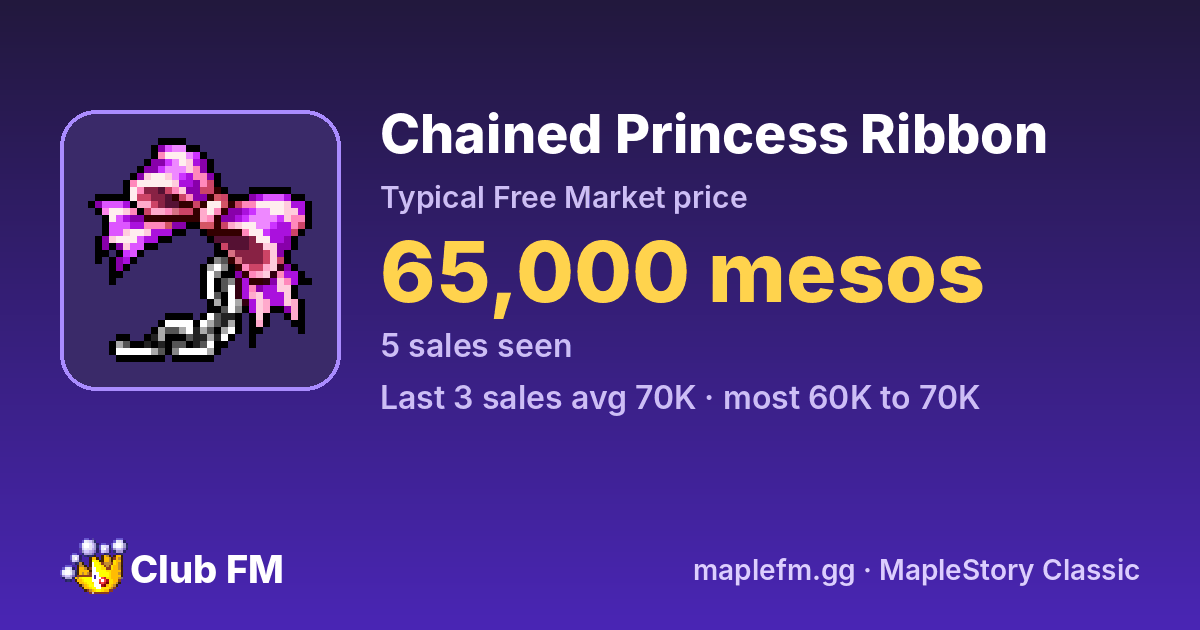 Chained Princess Ribbon
Typical Free Market price
65,000 mesos
5 sales seen
Last 3 sales avg 70K · most 60K to 70K
Club FM
maplefm.gg · MapleStory Classic